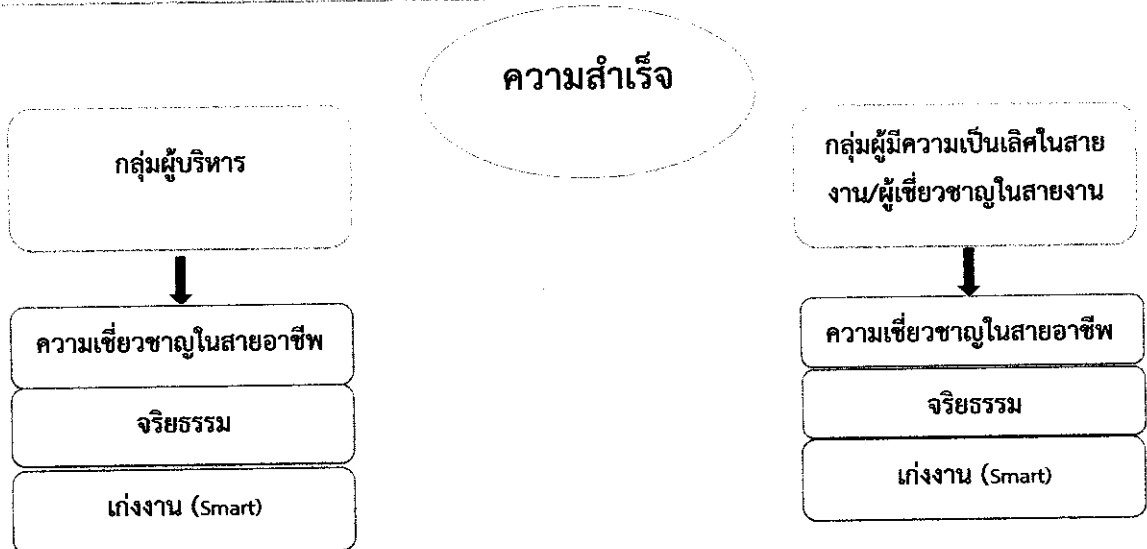 ความสำเร็จ
กลุ่มผู้บริหาร
กลุ่มผู้มีความเป็นเลิศในสาย
งาน/ผู้เชี่ยวชาญในสายงาน
ความเชี่ยวชาญในสายอาชีพ
จริยธรรม
เก่งงาน (Smart)
ความเชี่ยวชาญในสายอาชีพ
จริยธรรม
เก่งงาน (Smart)